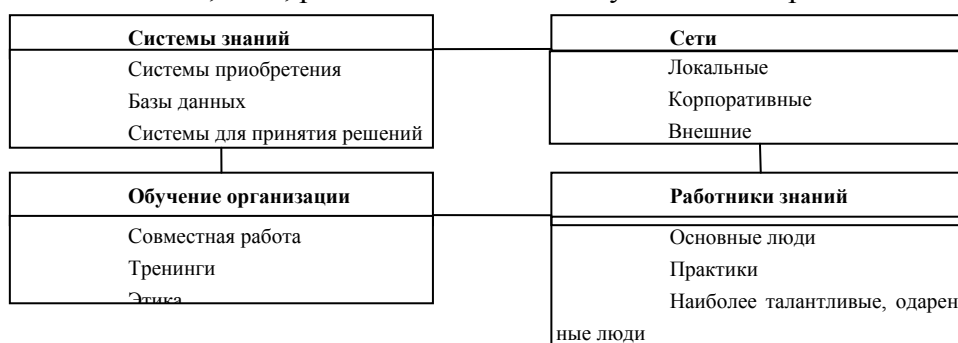 Системы знаний
Системы приобретения
Базы данных
Системы для принятия решений
Сети
Локальные
Корпоративные
Внешние
Обучение организации
Совместная работа
Тренинги
Этика
Работники знаний
Основные люди
Практики
Наиболее талантливые, одарен
ные люди